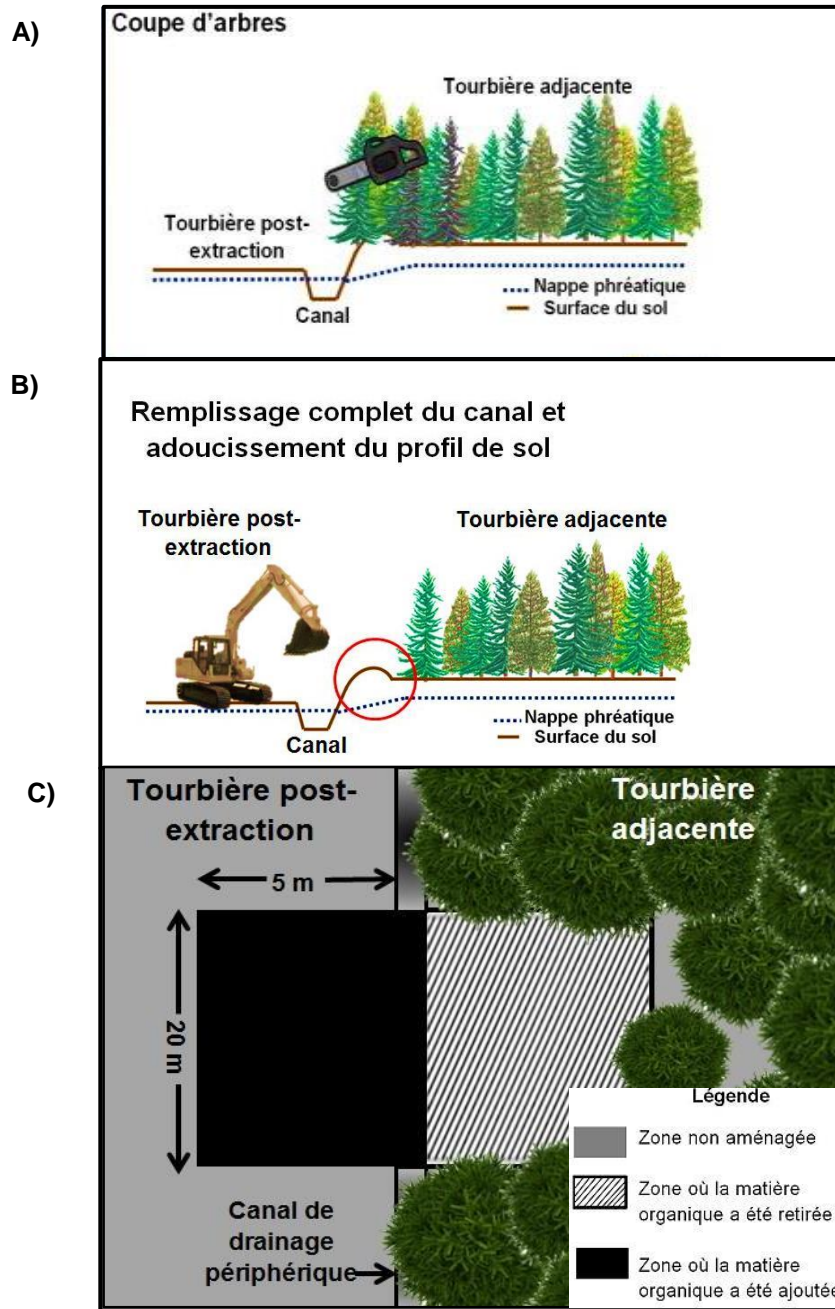 A)
Coupe d'arbres
Tourbière adjacente
Tourbière post-
extraction
Canal
Nappe phréatique
Surface du sol
B)
Remplissage complet du canal et
adoucissement du profil de sol
Tourbière post-
extraction
Tourbière adjacente
Canal
Nappe phréatique
Surface du sol
C)
Tourbière post-
extraction
Tourbière
adjacente
5 m
20 m
Canal de
drainage
périphérique
Légende
Zone non aménagée
Zone où la matière
organique a été retirée
Zone où la matière
organique a été ajoutée